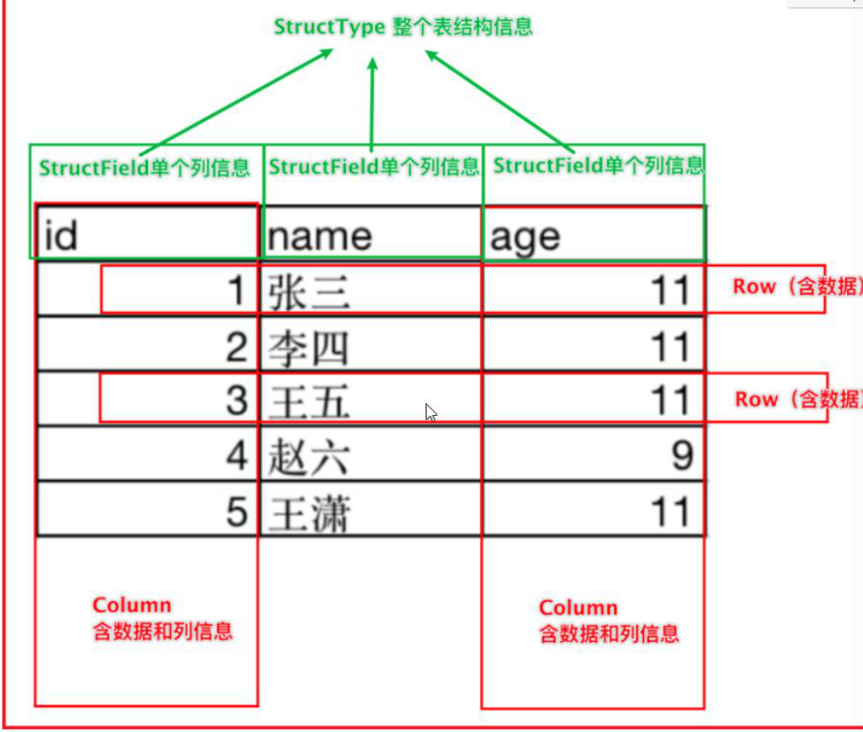 StructType 整个表结构信息
StructField单个列信息 StructField单个列信息 StructField单个列信息
id name age
1 张三 11 Row（含数据）
2 李四 11
3 王五 11 Row（含数据）
4 赵六 9
5 王潇 11
Column Column
含数据和列信息 含数据和列信息